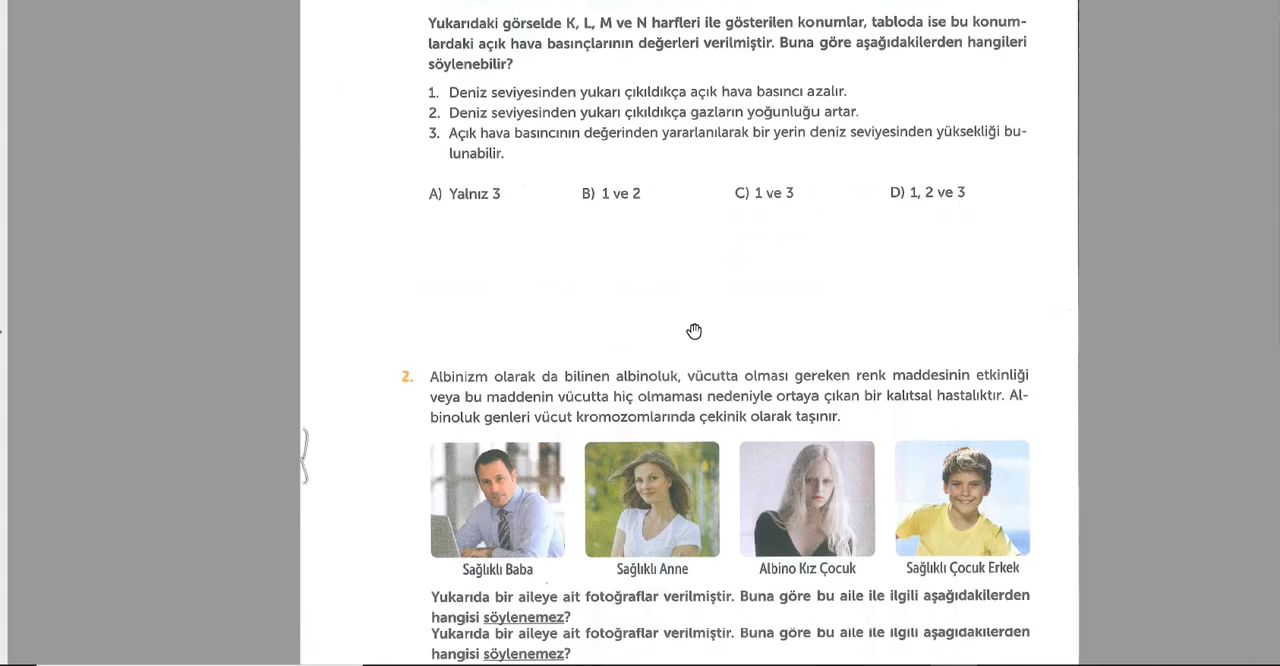 Yukarıdaki görselde K, L, M ve N harfleri ile gösterilen konumlar, tabloda ise bu konum-
lardaki açık hava basınçlarının değerleri verilmiştir. Buna göre aşağıdakilerden hangileri
söylenebilir?
1. Deniz seviyesinden yukarı çıkıldıkça açık hava basıncı azalır.
2. Deniz seviyesinden yukarı çıkıldıkça gazların yoğunluğu artar.
3. Açık hava basıncının değerinden yararlanılarak bir yerin deniz seviyesinden yüksekliği bu-
lunabilir.
A) Yalnız 3 B) 1 ve 2 C) 1 ve 3 D) 1, 2 ve 3
2. Albinizm olarak da bilinen albinoluk, vücutta olması gereken renk maddesinin etkinliği
veya bu maddenin vücutta hiç olmaması nedeniyle ortaya çıkan bir kalıtsal hastalıktır. Al-
binoluk genleri vücut kromozomlarında çekinik olarak taşınır.
Sağlıklı Baba Sağlıklı Anne Albino Kız Çocuk Sağlıklı Çocuk Erkek
Yukarıda bir aileye ait fotoğraflar verilmiştir. Buna göre bu aile ile ilgili aşağıdakilerden
hangisi söylenemez?
Yukarıda bir aileye ait fotoğraflar verilmiştir. Buna göre bu aile ile ilgili aşağıdakilerden
hangisi söylenemez?